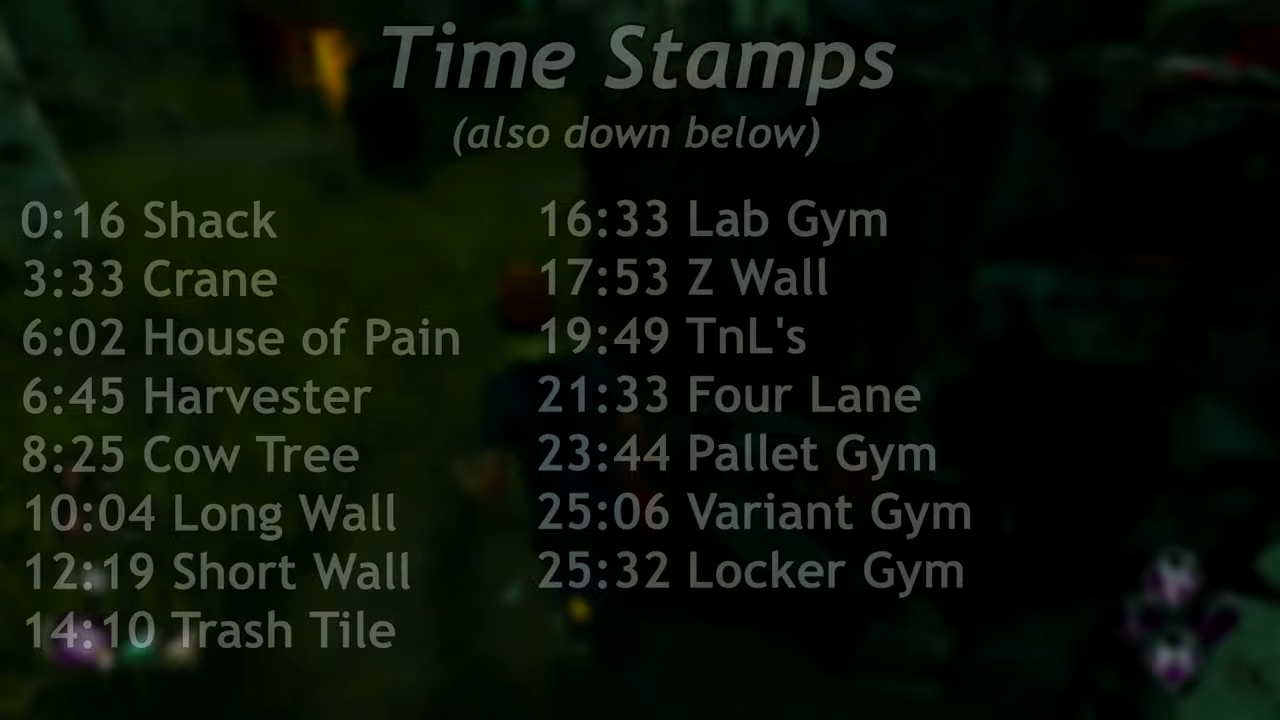 Time Stamps
(also down below)
0:16 Shack
3:33 Crane
6:02 House of Pain
6:45 Harvester
8:25 Cow Tree
10:04 Long Wall
12:19 Short Wall
14:10 Trash Tile
16:33 Lab Gym
17:53 Z Wall
19:49 TnL's
21:33 Four Lane
23:44 Pallet Gym
25:06 Variant Gym
25:32 Locker Gym